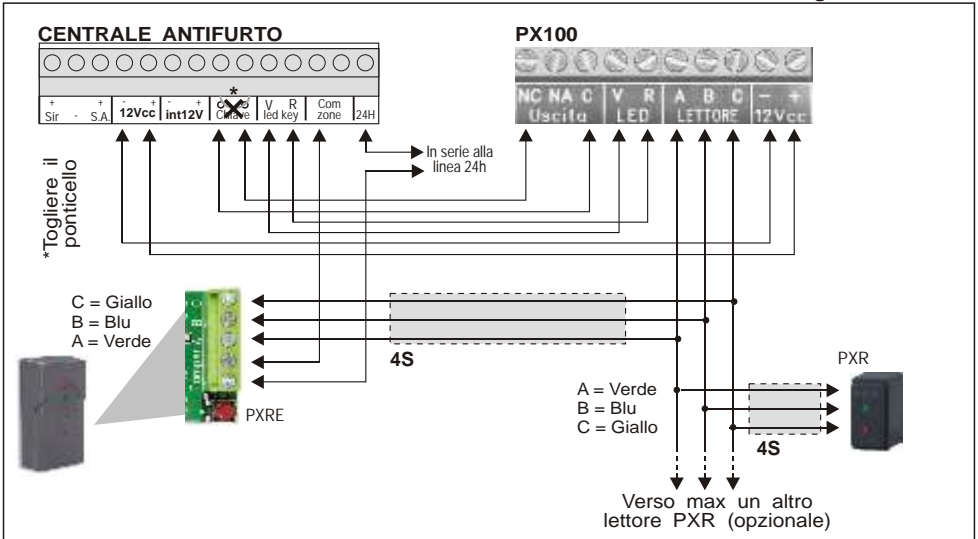 CENTRALE ANTIFURTO
PX100
*
+ + - + - +
Sir - S.A. 12Vcc int12V Chiave V R led key Com zone 24H
NC NA C V R A B C - +
Uscita LED LETTORE 12Vcc
In serie alla
linea 24h
*Togliere il
ponticello
C = Giallo
B = Blu
A = Verde
C
B
A
tamper
PXRE
4S
PXR
A = Verde
B = Blu
C = Giallo
4S
Verso max un altro
lettore PXR (opzionale)